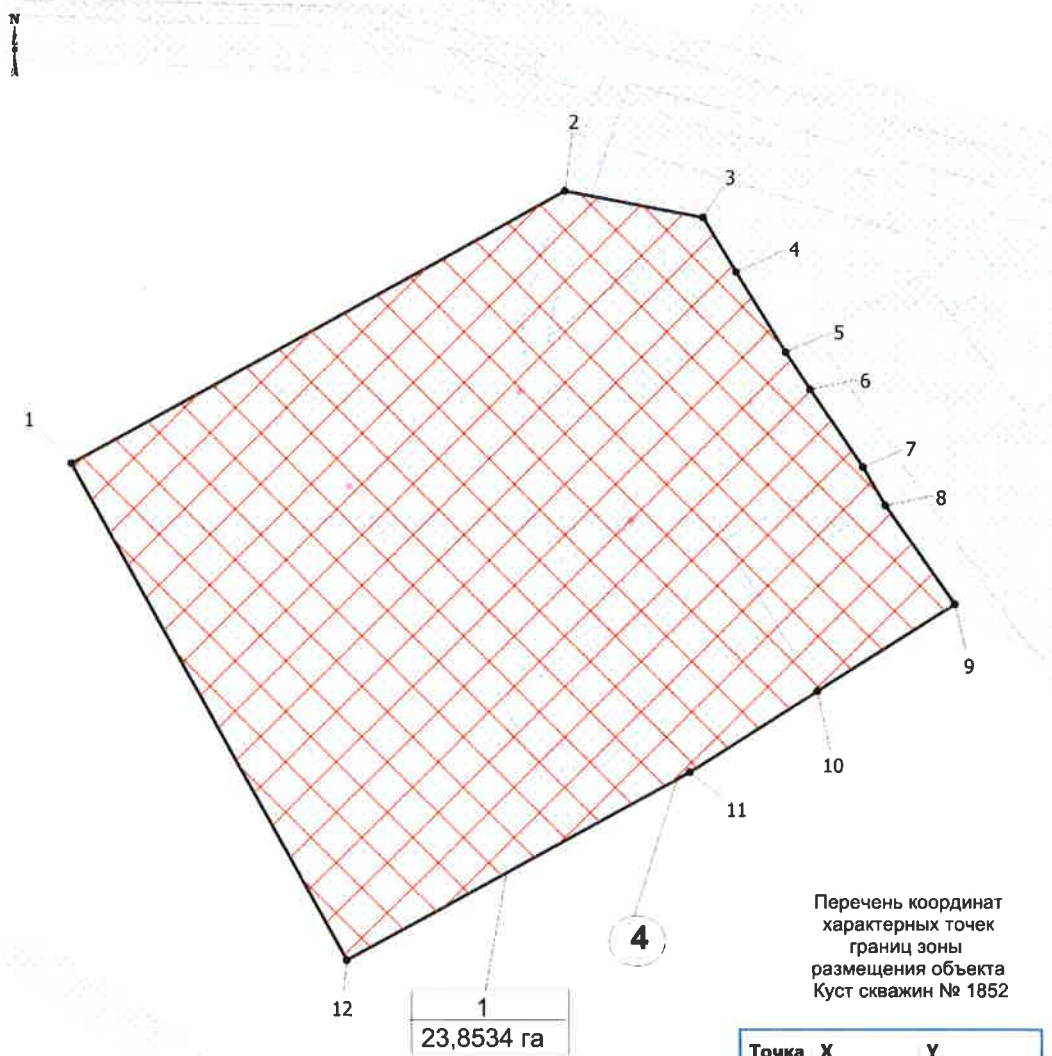 N
2
3
4
5
6
1
7
8
9
10
11
4
12
1
23,8534 га
Перечень координат
характерных точек
границ зоны
размещения объекта
Куст скважин № 1852
Точка X Y